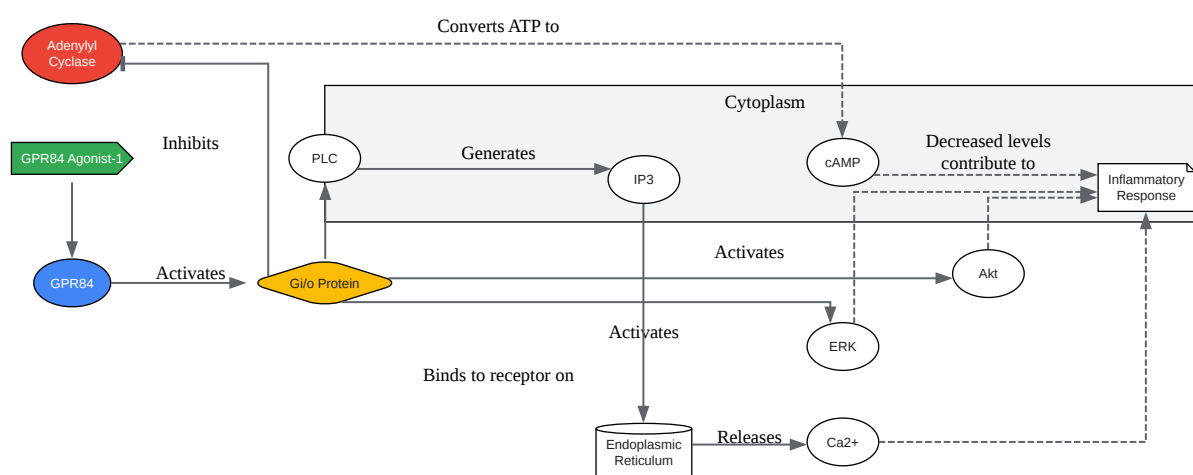 Converts ATP to
Adenylyl
Cyclase
Cytoplasm
Inhibits
Decreased levels
contribute to
GPR84 Agonist-1
PLC
Generates
cAMP
IP3
Inflammatory
Response
Activates
GPR84
Activates
Gi/o Protein
Akt
Activates
ERK
Binds to receptor on
Endoplasmic
Reticulum
Releases
Ca2+